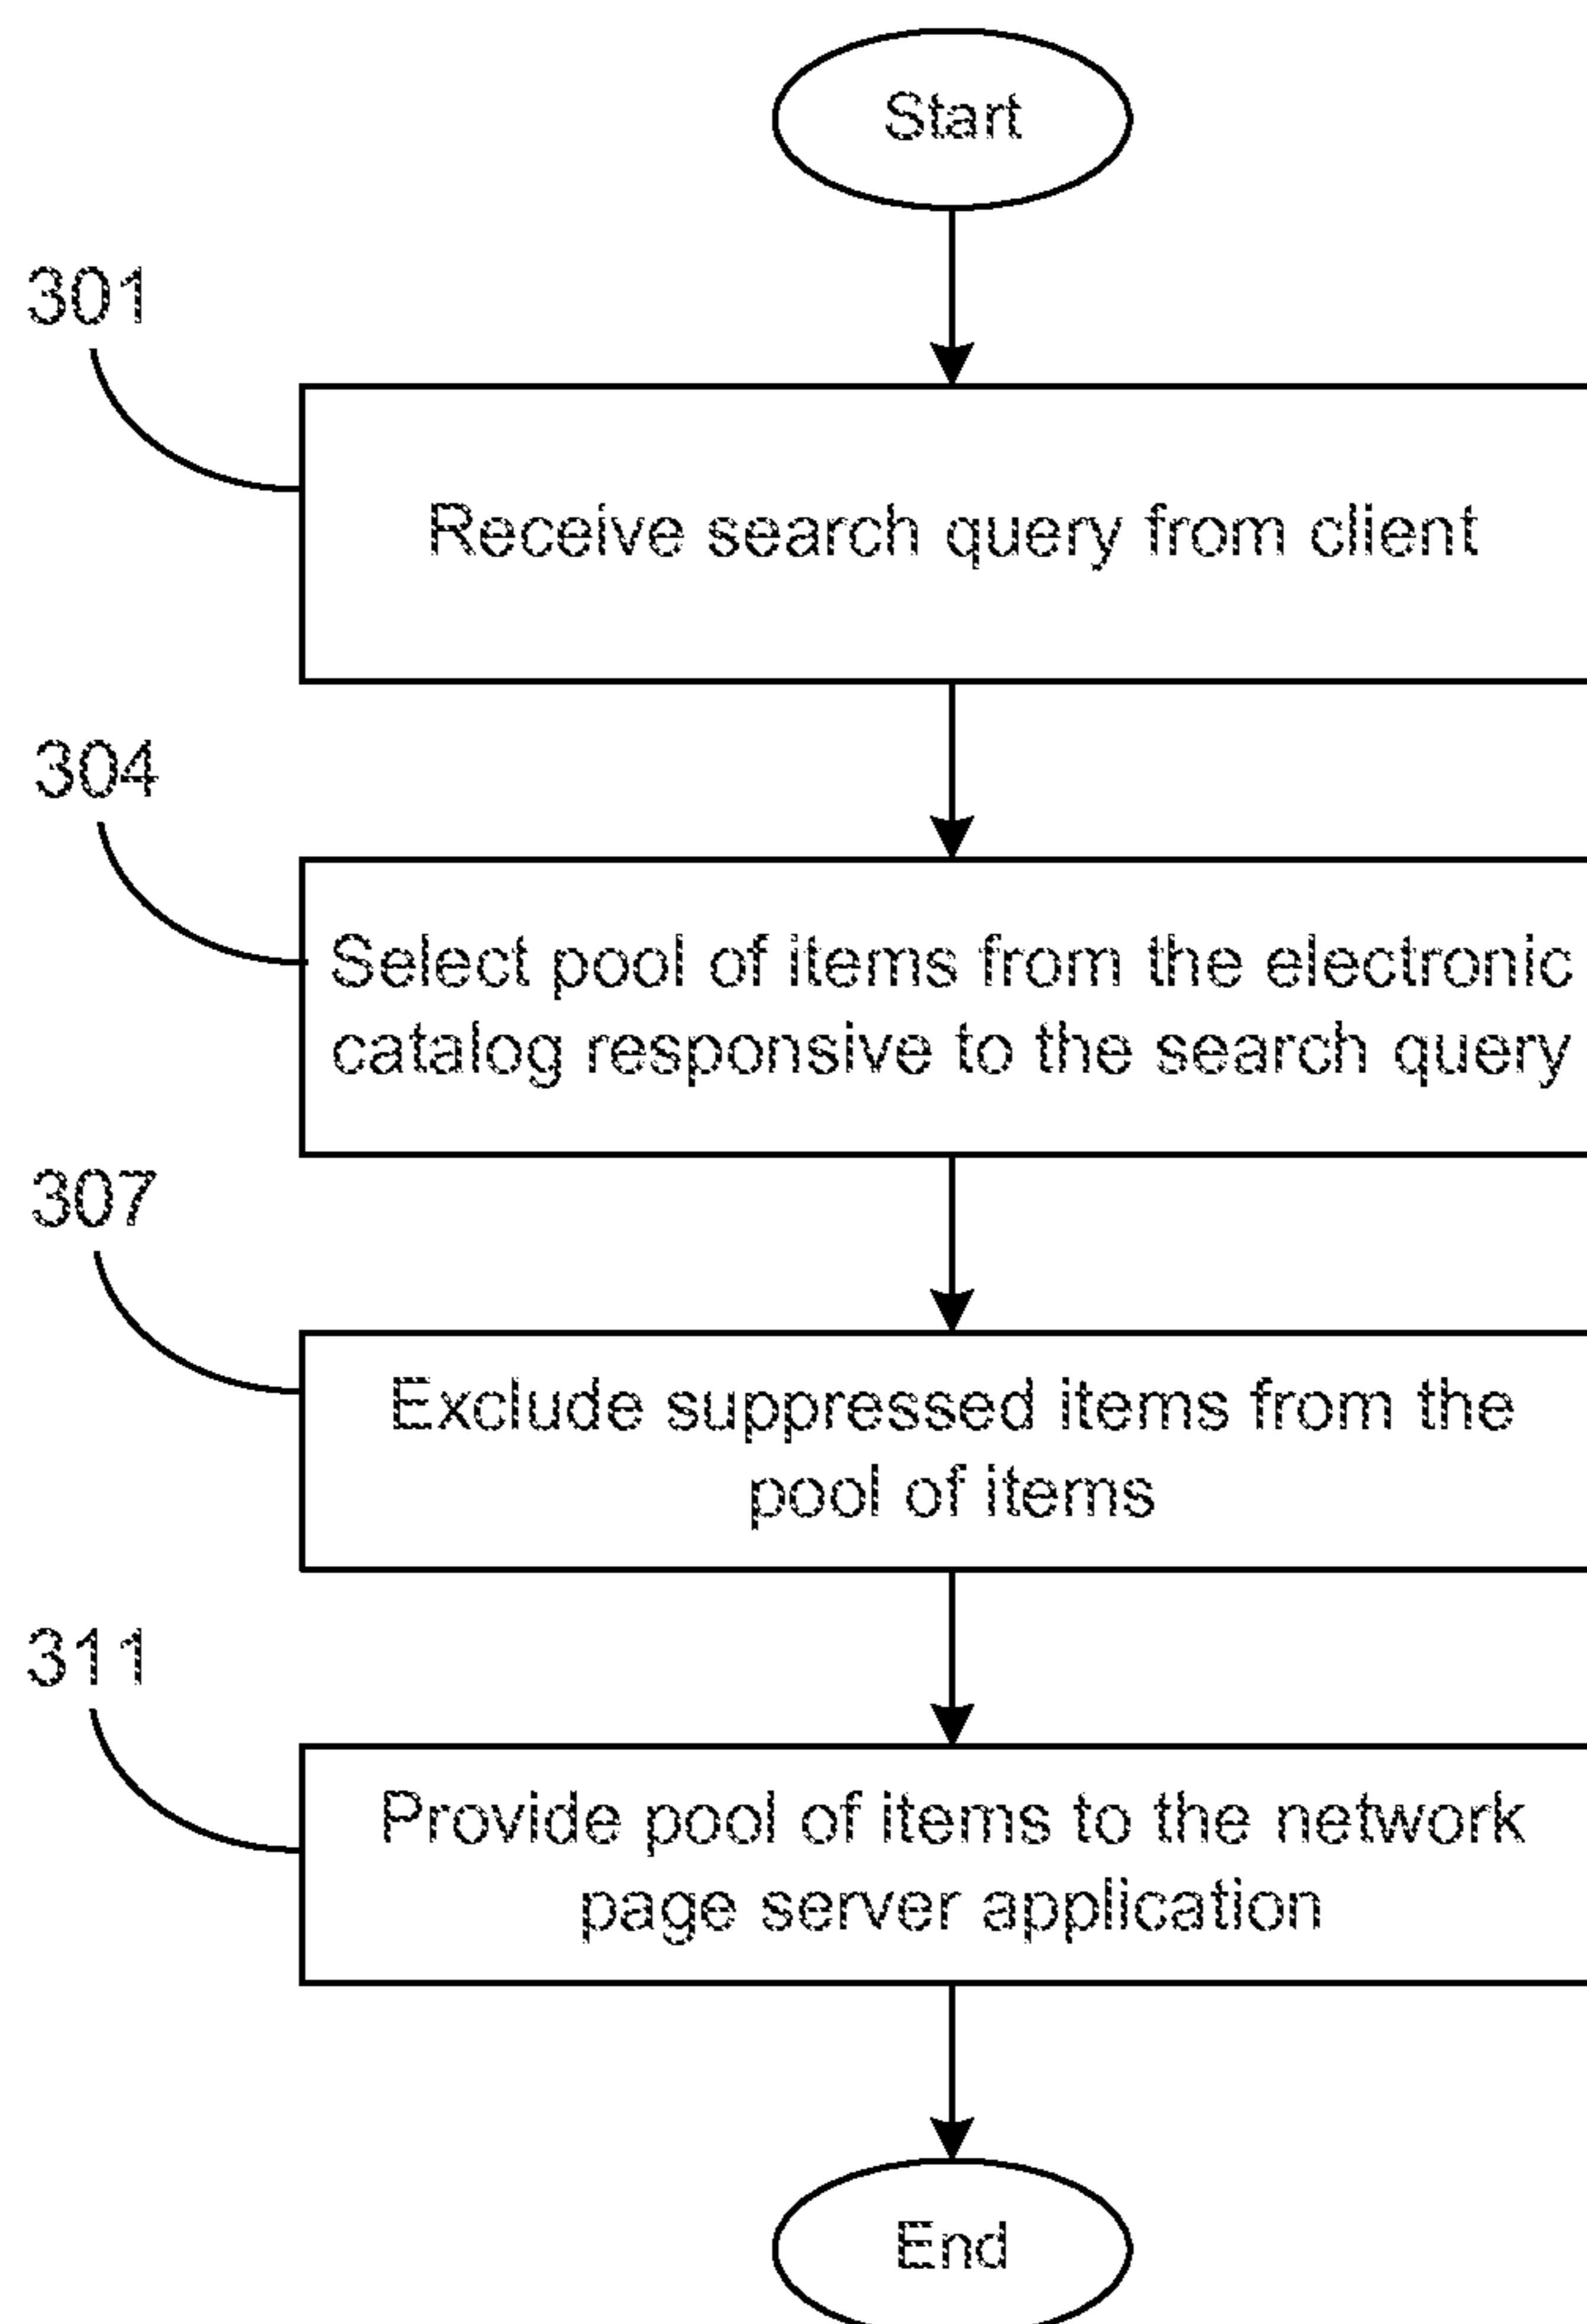 Start
301
Receive search query from client
304
Select pool of items from the electronic
catalog responsive to the search query
307
Exclude suppressed items from the
pool of items
311
Provide pool of items to the network
page server application
End